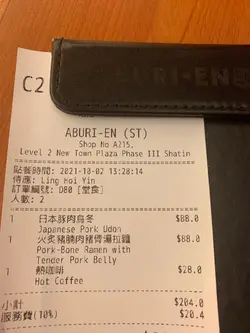 ABURI-EN
C2
ABURI-EN (ST)
Shop No A215,
Level 2 New Town Plaza Phase III Shatin
點餐時間: 2021-10-02 13:28:14
侍應: Ling Hoi Yin
訂單編號: D80 [堂食]
人數: 2
1 日本豚肉烏冬 $88.0
Japanese Pork Udon
1 火炙豬腩肉豬骨湯拉麵 $88.0
Pork-Bone Ramen with
Tender Pork Belly
1 熱咖啡 $28.0
Hot Coffee
小計 $204.0
服務費(10%) $20.4